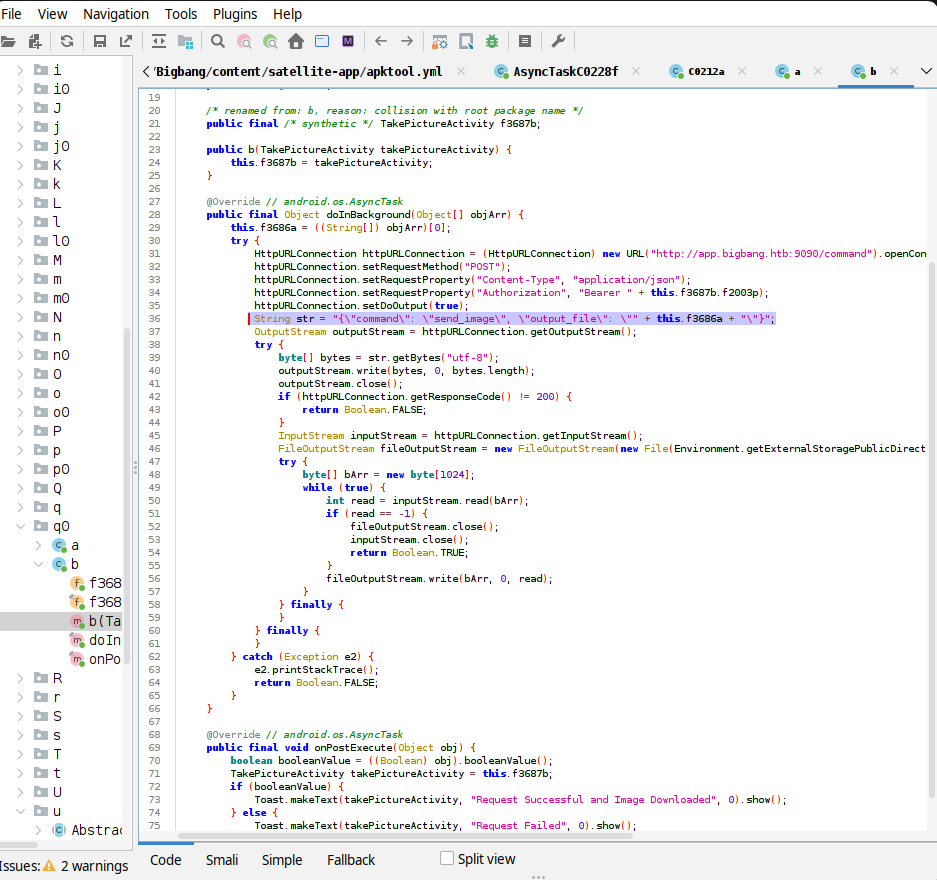 File View Navigation Tools Plugins Help
'Bigbang/content/satellite-app/apktool.yml AsyncTaskC0228f C0212a a b
i
i0
J
j
j0
K
k
L
l
l0
M
m
m0
N
n
n0
O
o
o0
P
p
p0
Q
q
q0
a
b
f368
f368
b(Ta
doIn
onPo
R
r
S
s
T
t
U
u
Abstrac
19
20 /* renamed from: b, reason: collision with root package name */
21 public final /* synthetic */ TakePictureActivity f3687b;
22
23 public b(TakePictureActivity takePictureActivity) {
24 this.f3687b = takePictureActivity;
25 }
26
27 @Override // android.os.AsyncTask
28 public final Object doInBackground(Object[] objArr) {
29 this.f3686a = ((String[]) objArr)[0];
30 try {
31 HttpURLConnection httpURLConnection = (HttpURLConnection) new URL("http://app.bigbang.htb:9090/command").openCon
32 httpURLConnection.setRequestMethod("POST");
33 httpURLConnection.setRequestProperty("Content-Type", "application/json");
34 httpURLConnection.setRequestProperty("Authorization", "Bearer " + this.f3687b.f2003p);
35 httpURLConnection.setDoOutput(true);
36 String str = "{\"command\": \"send_image\", \"output_file\": \"" + this.f3686a + "\"}";
37 OutputStream outputStream = httpURLConnection.getOutputStream();
38 try {
39 byte[] bytes = str.getBytes("utf-8");
40 outputStream.write(bytes, 0, bytes.length);
41 outputStream.close();
42 if (httpURLConnection.getResponseCode() != 200) {
43 return Boolean.FALSE;
44 }
45 InputStream inputStream = httpURLConnection.getInputStream();
46 FileOutputStream fileOutputStream = new FileOutputStream(new File(Environment.getExternalStoragePublicDirect
47 try {
48 byte[] bArr = new byte[1024];
49 while (true) {
50 int read = inputStream.read(bArr);
51 if (read == -1) {
52 fileOutputStream.close();
53 inputStream.close();
54 return Boolean.TRUE;
55 }
56 fileOutputStream.write(bArr, 0, read);
57 }
58 } finally {
59 }
60 } finally {
61 }
62 } catch (Exception e2) {
63 e2.printStackTrace();
64 return Boolean.FALSE;
65 }
66 }
67
68 @Override // android.os.AsyncTask
69 public final void onPostExecute(Object obj) {
70 boolean booleanValue = ((Boolean) obj).booleanValue();
71 TakePictureActivity takePictureActivity = this.f3687b;
72 if (booleanValue) {
73 Toast.makeText(takePictureActivity, "Request Successful and Image Downloaded", 0).show();
74 } else {
75 Toast.makeText(takePictureActivity, "Request Failed", 0).show();
Issues: 2 warnings
Code Smali Simple Fallback Split view